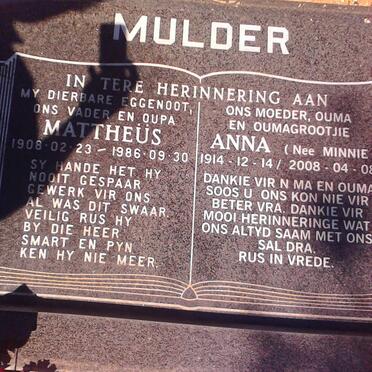 MULDER
IN TERE HERINNERING AAN
MY DIERBARE EGGENOOT,
ONS VADER EN OUPA
MATTHEÜS
1908-02-23 - 1986-09-30
SY HANDE HET HY
NOOIT GESPAAR
GEWERK VIR ONS
AL WAS DIT SWAAR.
VEILIG RUS HY
BY DIE HEER
SMART EN PYN
KEN HY NIE MEER.
ONS MOEDER, OUMA
EN OUMAGROOTJIE
ANNA (Nee MINNIE
1914-12-14/2008-04-08
DANKIE VIR N MA EN OUMA
SOOS U. ONS KON NIE VIR
BETER VRA. DANKIE VIR
MOOI HERINNERINGE WAT
ONS ALTYD SAAM MET ONS
SAL DRA.
RUS IN VREDE.